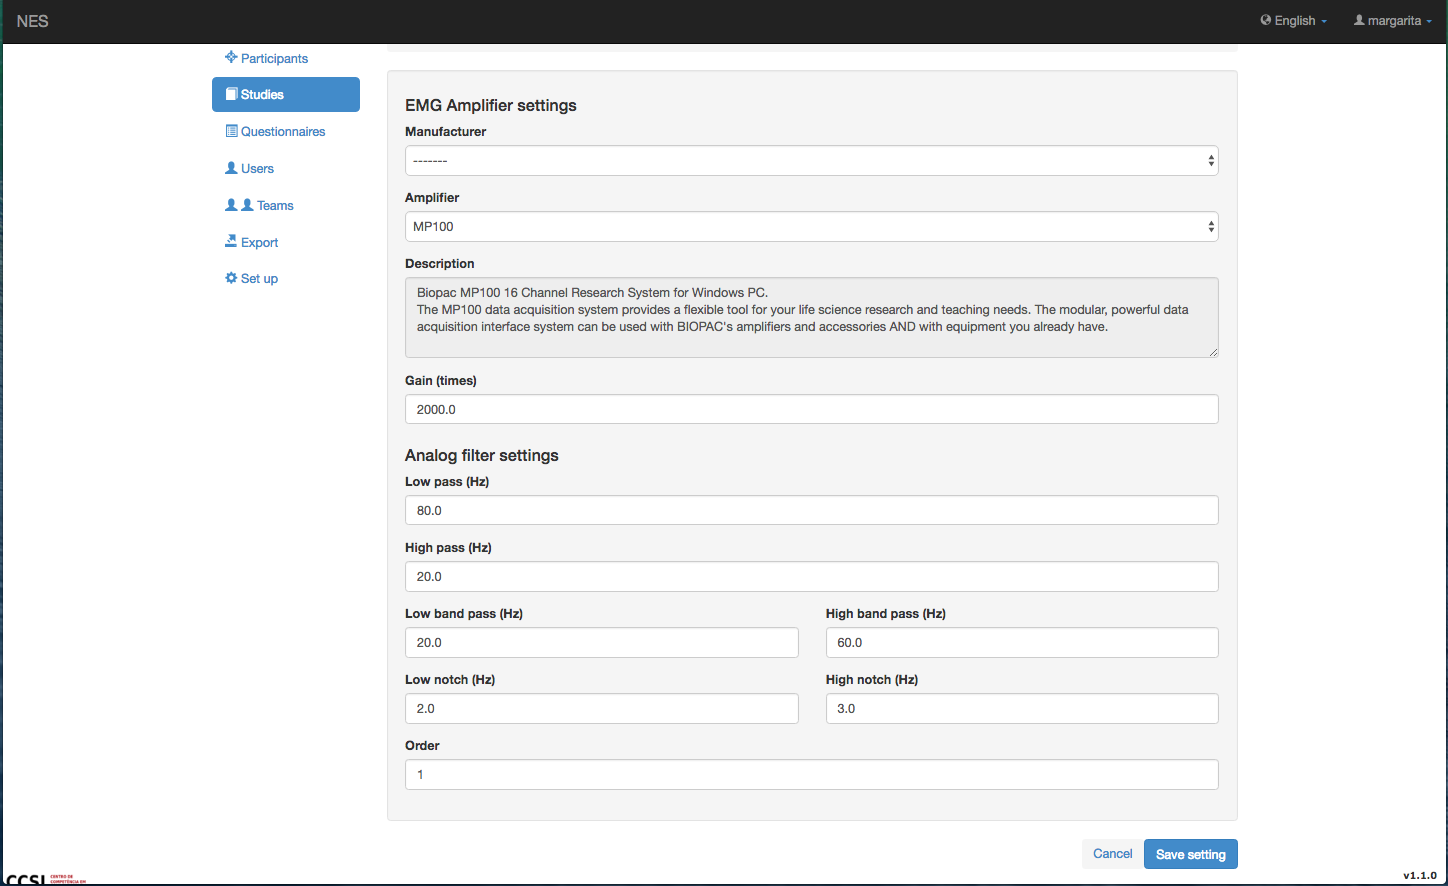 NES
English
margarita
Participants
Studies
Questionnaires
Users
Teams
Export
Set up
EMG Amplifier settings
Manufacturer
-------
Amplifier
MP100
Description
Biopac MP100 16 Channel Research System for Windows PC.
The MP100 data acquisition system provides a flexible tool for your life science research and teaching needs. The modular, powerful data
acquisition interface system can be used with BIOPAC's amplifiers and accessories AND with equipment you already have.
Gain (times)
2000.0
Analog filter settings
Low pass (Hz)
80.0
High pass (Hz)
20.0
Low band pass (Hz)
High band pass (Hz)
20.0
60.0
Low notch (Hz)
High notch (Hz)
2.0
3.0
Order
1
Cancel
Save setting
CCSL
CENTRO DE
COMPETÊNCIA EM
v1.1.0